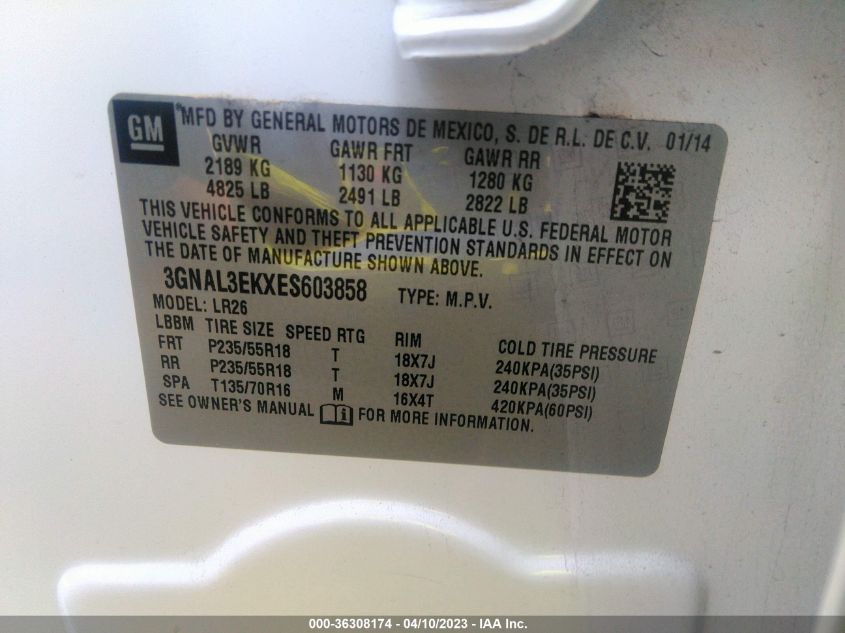 GM
MFD BY GENERAL MOTORS DE MEXICO, S. DE R.L. DE C.V. 01/14
GVWR GAWR FRT GAWR RR
2189 KG 1130 KG 1280 KG
4825 LB 2491 LB 2822 LB
THIS VEHICLE CONFORMS TO ALL APPLICABLE U.S. FEDERAL MOTOR
VEHICLE SAFETY AND THEFT PREVENTION STANDARDS IN EFFECT ON
THE DATE OF MANUFACTURE SHOWN ABOVE.
3GNAL3EKXES603858 TYPE: M.P.V.
MODEL: LR26
LBBM TIRE SIZE SPEED RTG RIM COLD TIRE PRESSURE
FRT P235/55R18 T 18X7J 240KPA(35PSI)
RR P235/55R18 T 18X7J 240KPA(35PSI)
SPA T135/70R16 M 16X4T 420KPA(60PSI)
SEE OWNER'S MANUAL FOR MORE INFORMATION.
000-36308174 - 04/10/2023 - IAA Inc.